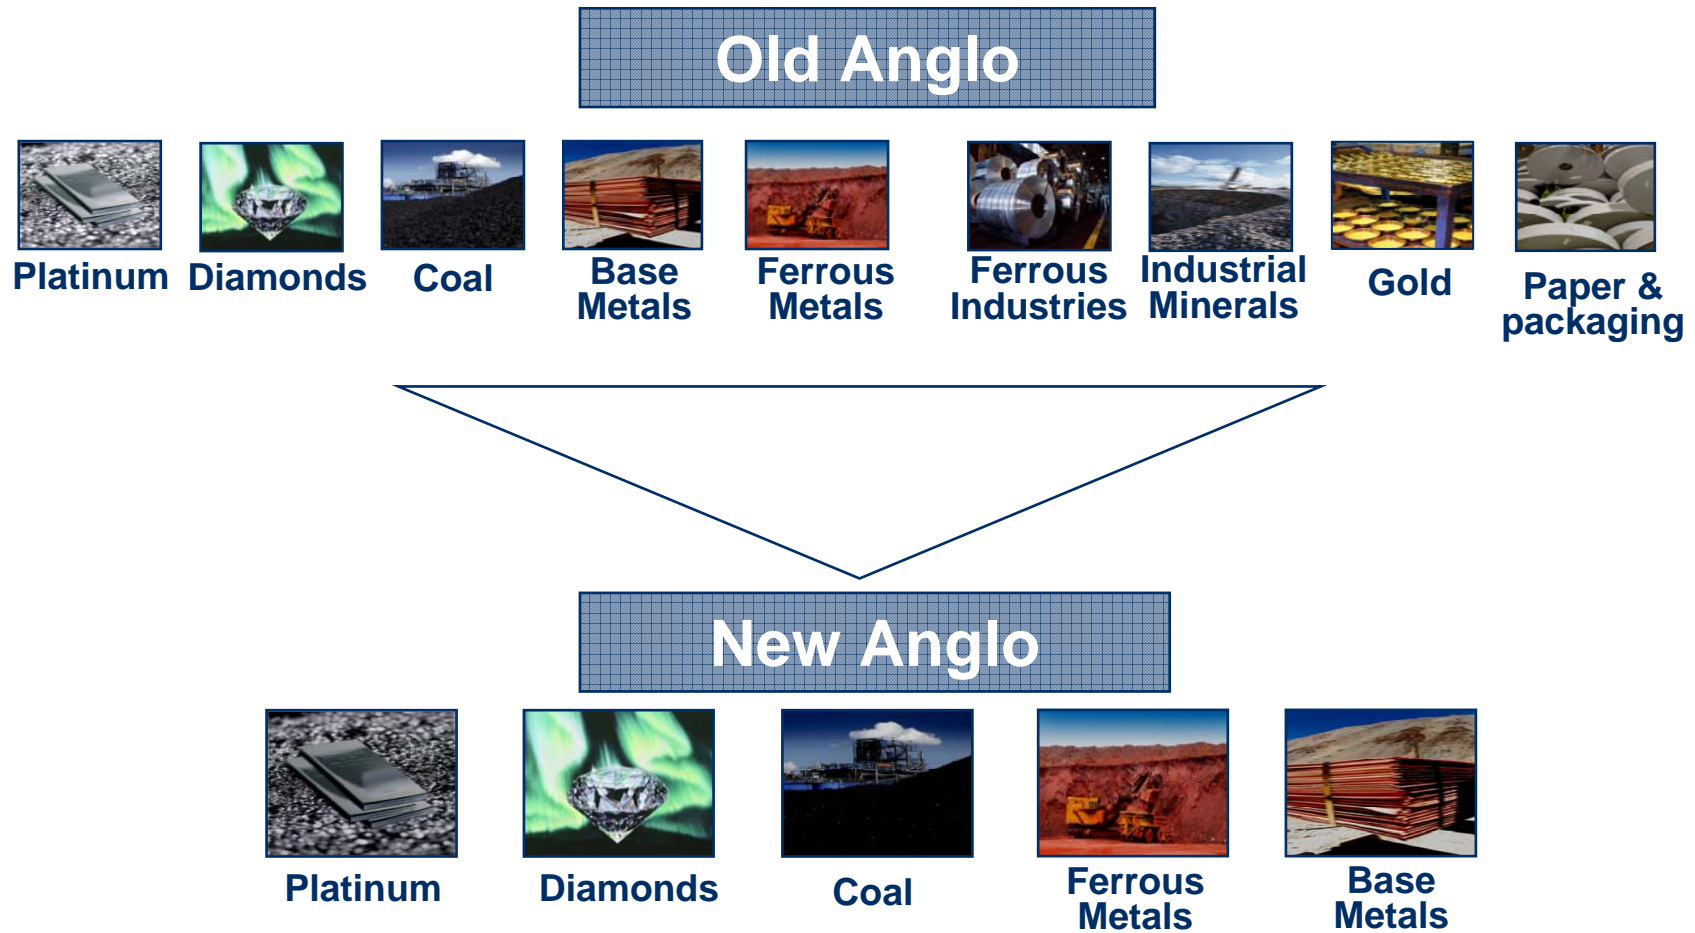 Old Anglo
Platinum
Diamonds
Coal
Base
Metals
Ferrous
Metals
Ferrous
Industries
Industrial
Minerals
Gold
Paper &
packaging
New Anglo
Platinum
Diamonds
Coal
Ferrous
Metals
Base
Metals